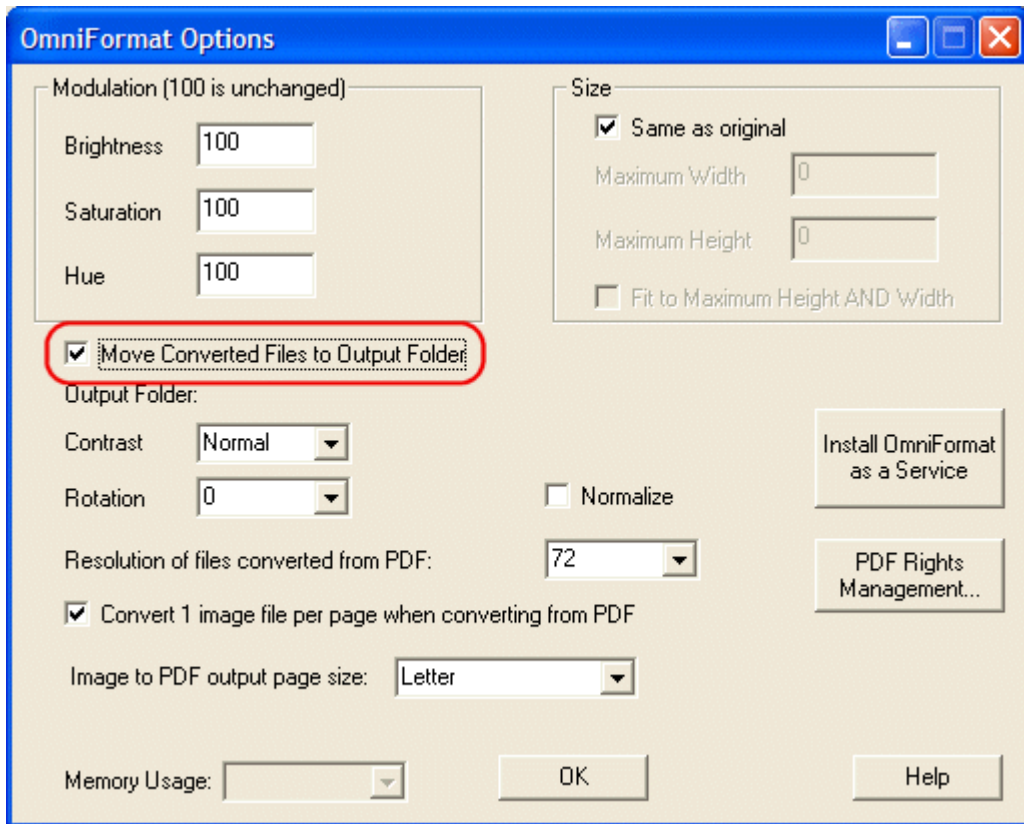 OmniFormat Options
Modulation (100 is unchanged)
Brightness 100
Saturation 100
Hue 100
Size
Same as original
Maximum Width 0
Maximum Height 0
Fit to Maximum Height AND Width
Move Converted Files to Output Folder
Output Folder:
Contrast Normal
Rotation 0
Normalize
Install OmniFormat
as a Service
Resolution of files converted from PDF: 72
PDF Rights
Management...
Convert 1 image file per page when converting from PDF
Image to PDF output page size: Letter
Memory Usage:
OK
Help